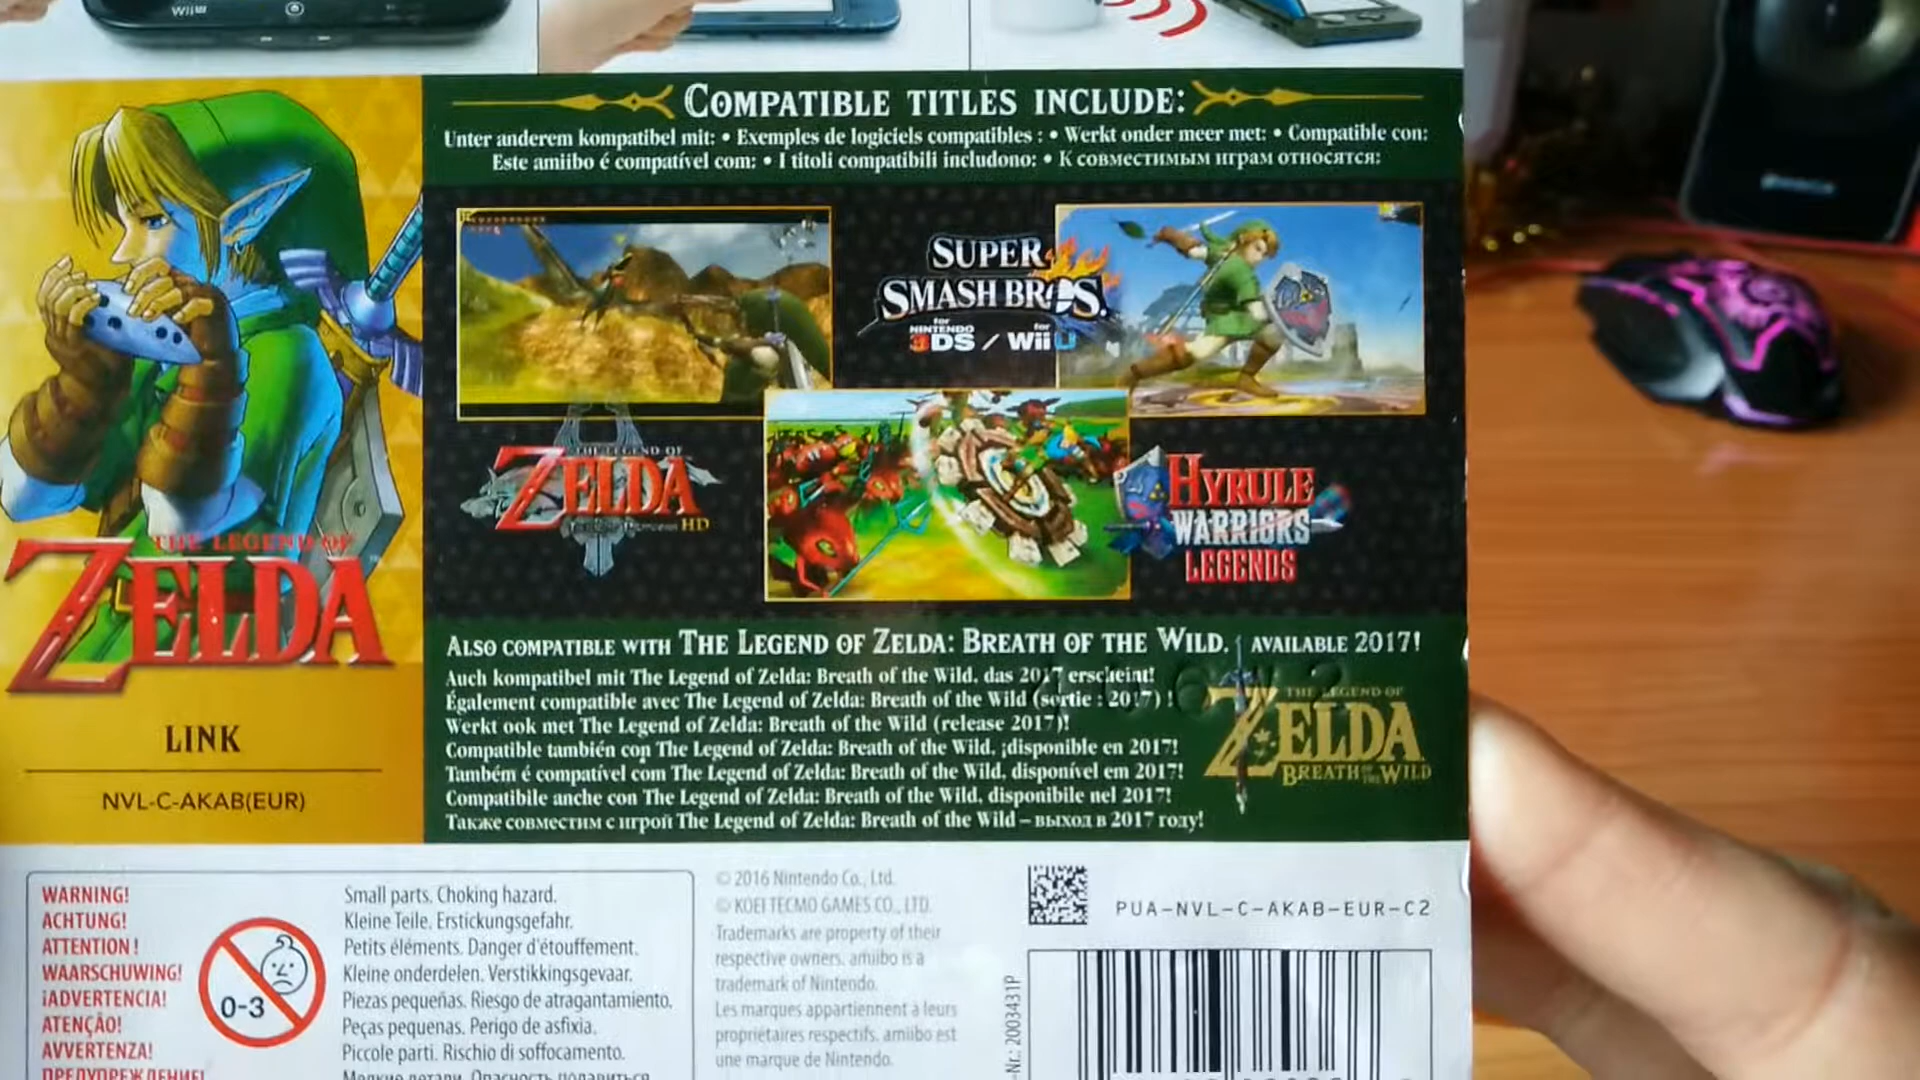 Wii U
COMPATIBLE TITLES INCLUDE:
Unter anderem kompatibel mit: • Exemples de logiciels compatibles : • Werkt onder meer met: • Compatible con:
Este amiibo é compatível com: • I titoli compatibili includono: • К совместимым играм относятся:
SUPER
SMASH BROS.
for NINTENDO 3DS / for Wii U
THE LEGEND OF
ZELDA
Twilight Princess HD
HYRULE
WARRIORS
LEGENDS
THE LEGEND OF
ZELDA
LINK
NVL-C-AKAB(EUR)
ALSO COMPATIBLE WITH THE LEGEND OF ZELDA: BREATH OF THE WILD. AVAILABLE 2017!
Auch kompatibel mit The Legend of Zelda: Breath of the Wild, das 2017 erscheint!
Également compatible avec The Legend of Zelda: Breath of the Wild (sortie : 2017) !
Werkt ook met The Legend of Zelda: Breath of the Wild (release 2017)!
Compatible también con The Legend of Zelda: Breath of the Wild, ¡disponible en 2017!
Também é compatível com The Legend of Zelda: Breath of the Wild, disponível em 2017!
Compatibile anche con The Legend of Zelda: Breath of the Wild, disponibile nel 2017!
Также совместим с игрой The Legend of Zelda: Breath of the Wild – выход в 2017 году!
THE LEGEND OF
ZELDA
BREATH OF THE WILD
WARNING!
ACHTUNG!
ATTENTION !
WAARSCHUWING!
¡ADVERTENCIA!
ATENÇÃO!
AVVERTENZA!
ПРЕДУПРЕЖДЕНИЕ!
0-3
Small parts. Choking hazard.
Kleine Teile. Erstickungsgefahr.
Petits éléments. Danger d'étouffement.
Kleine onderdelen. Verstikkingsgevaar.
Piezas pequeñas. Riesgo de atragantamiento.
Peças pequenas. Perigo de asfixia.
Piccole parti. Rischio di soffocamento.
Мелкие детали. Опасность подавиться.
© 2016 Nintendo Co., Ltd.
© KOEI TECMO GAMES CO., LTD.
Trademarks are property of their
respective owners. amiibo is a
trademark of Nintendo.
Les marques appartiennent à leurs
propriétaires respectifs. amiibo est
une marque de Nintendo.
PUA-NVL-C-AKAB-EUR-C2
-Nr.: 2003431P